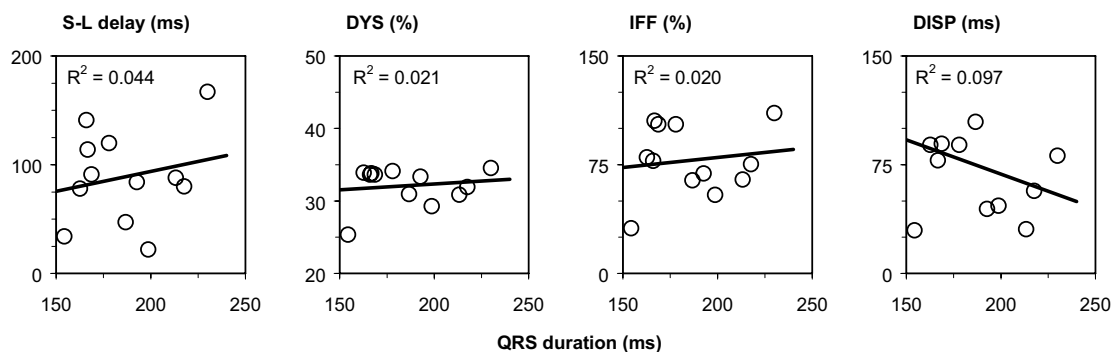 S-L delay (ms) DYS (%) IFF (%) DISP (ms)
200 50 150 150
R² = 0.044 R² = 0.021 R² = 0.020 R² = 0.097
40
100 75 75
30
0 20 0 0
150 200 250 150 200 250 150 200 250 150 200 250
QRS duration (ms)